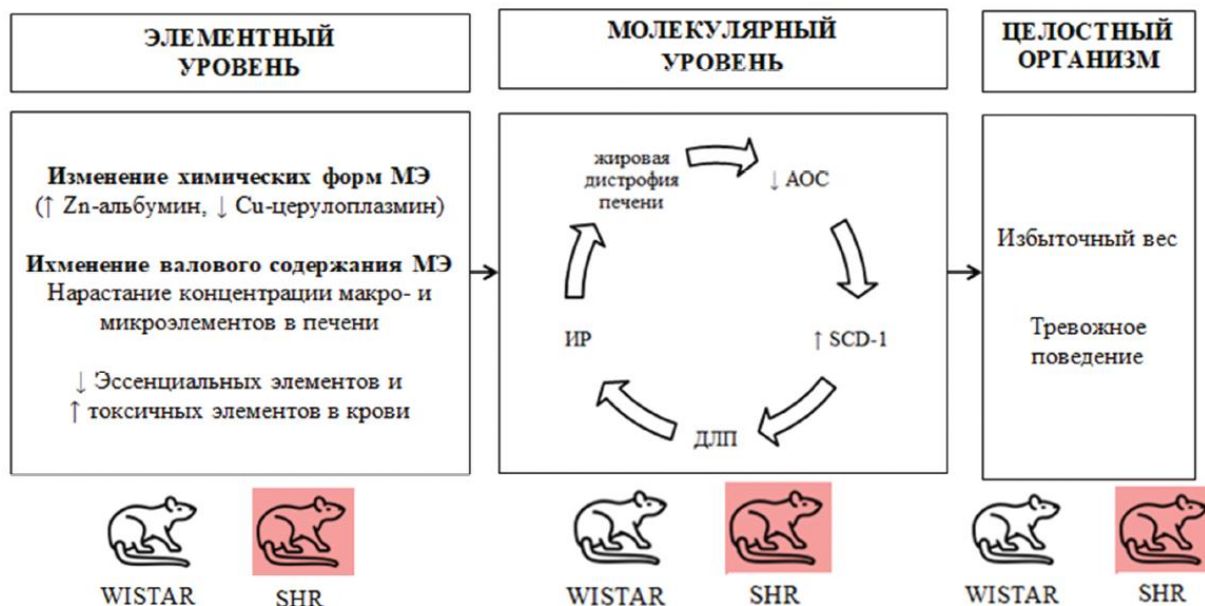 ЭЛЕМЕНТНЫЙ
УРОВЕНЬ
МОЛЕКУЛЯРНЫЙ
УРОВЕНЬ
ЦЕЛОСТНЫЙ
ОРГАНИЗМ
Изменение химических форм МЭ
(↑ Zn-альбумин, ↓ Cu-церулоплазмин)
Ихменение валового содержания МЭ
Нарастание концентрации макро- и
микроэлементов в печени
↓ Эссенциальных элементов и
↑ токсичных элементов в крови
жировая
дистрофия
печени
↓ АОС
↑ SCD-1
ДЛП
ИР
Избыточный вес
Тревожное
поведение
WISTAR
SHR
WISTAR
SHR
WISTAR
SHR